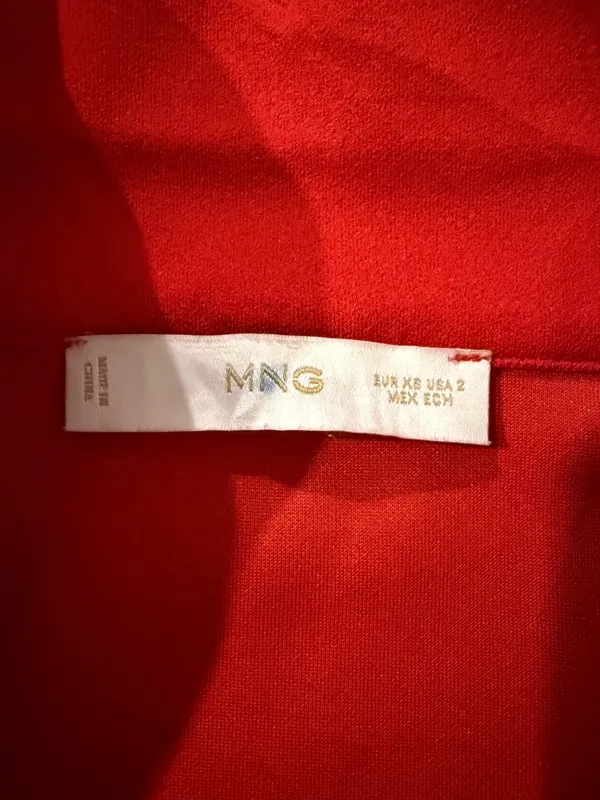 MADE IN
CHINA
MNG
EUR XS USA 2
MEX ECH